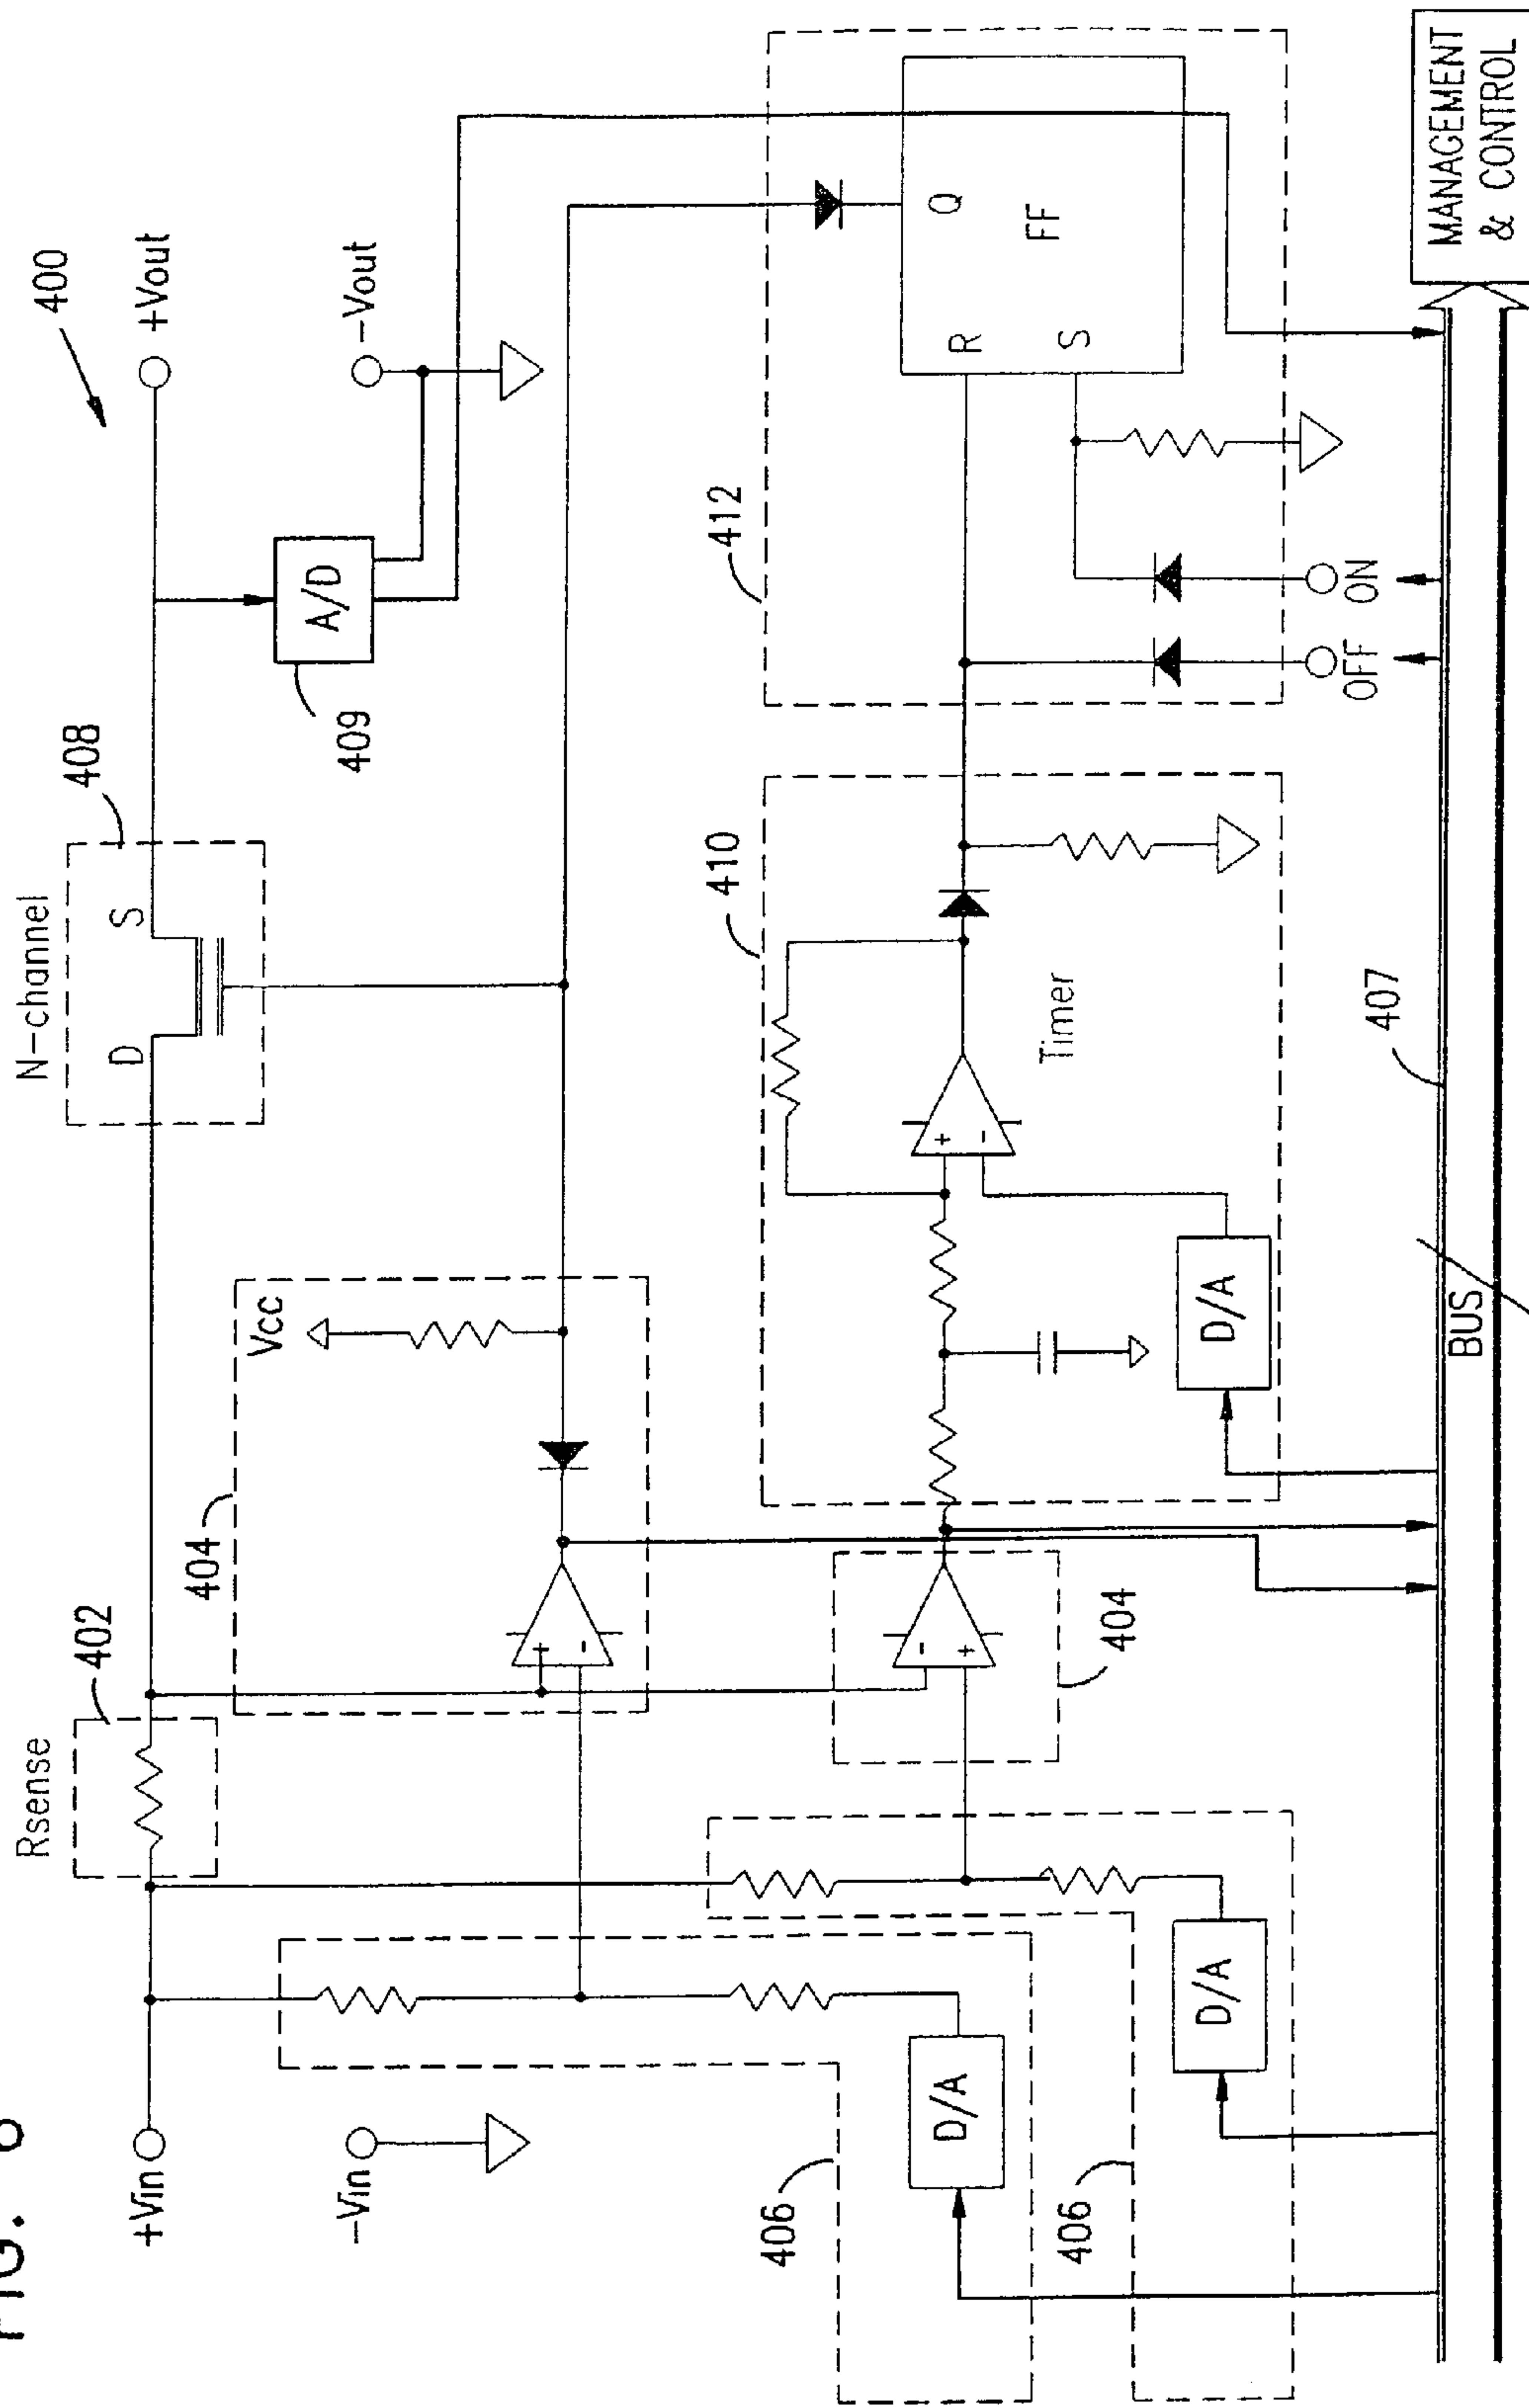 FIG. 8
400
+Vin
Rsense
402
N-channel
D
S
408
+Vout
-Vin
404
Vcc
+
-
A/D
409
-Vout
406
D/A
406
D/A
-
+
404
410
+
-
Timer
D/A
412
R
Q
S
FF
OFF
ON
BUS
407
MANAGEMENT
& CONTROL